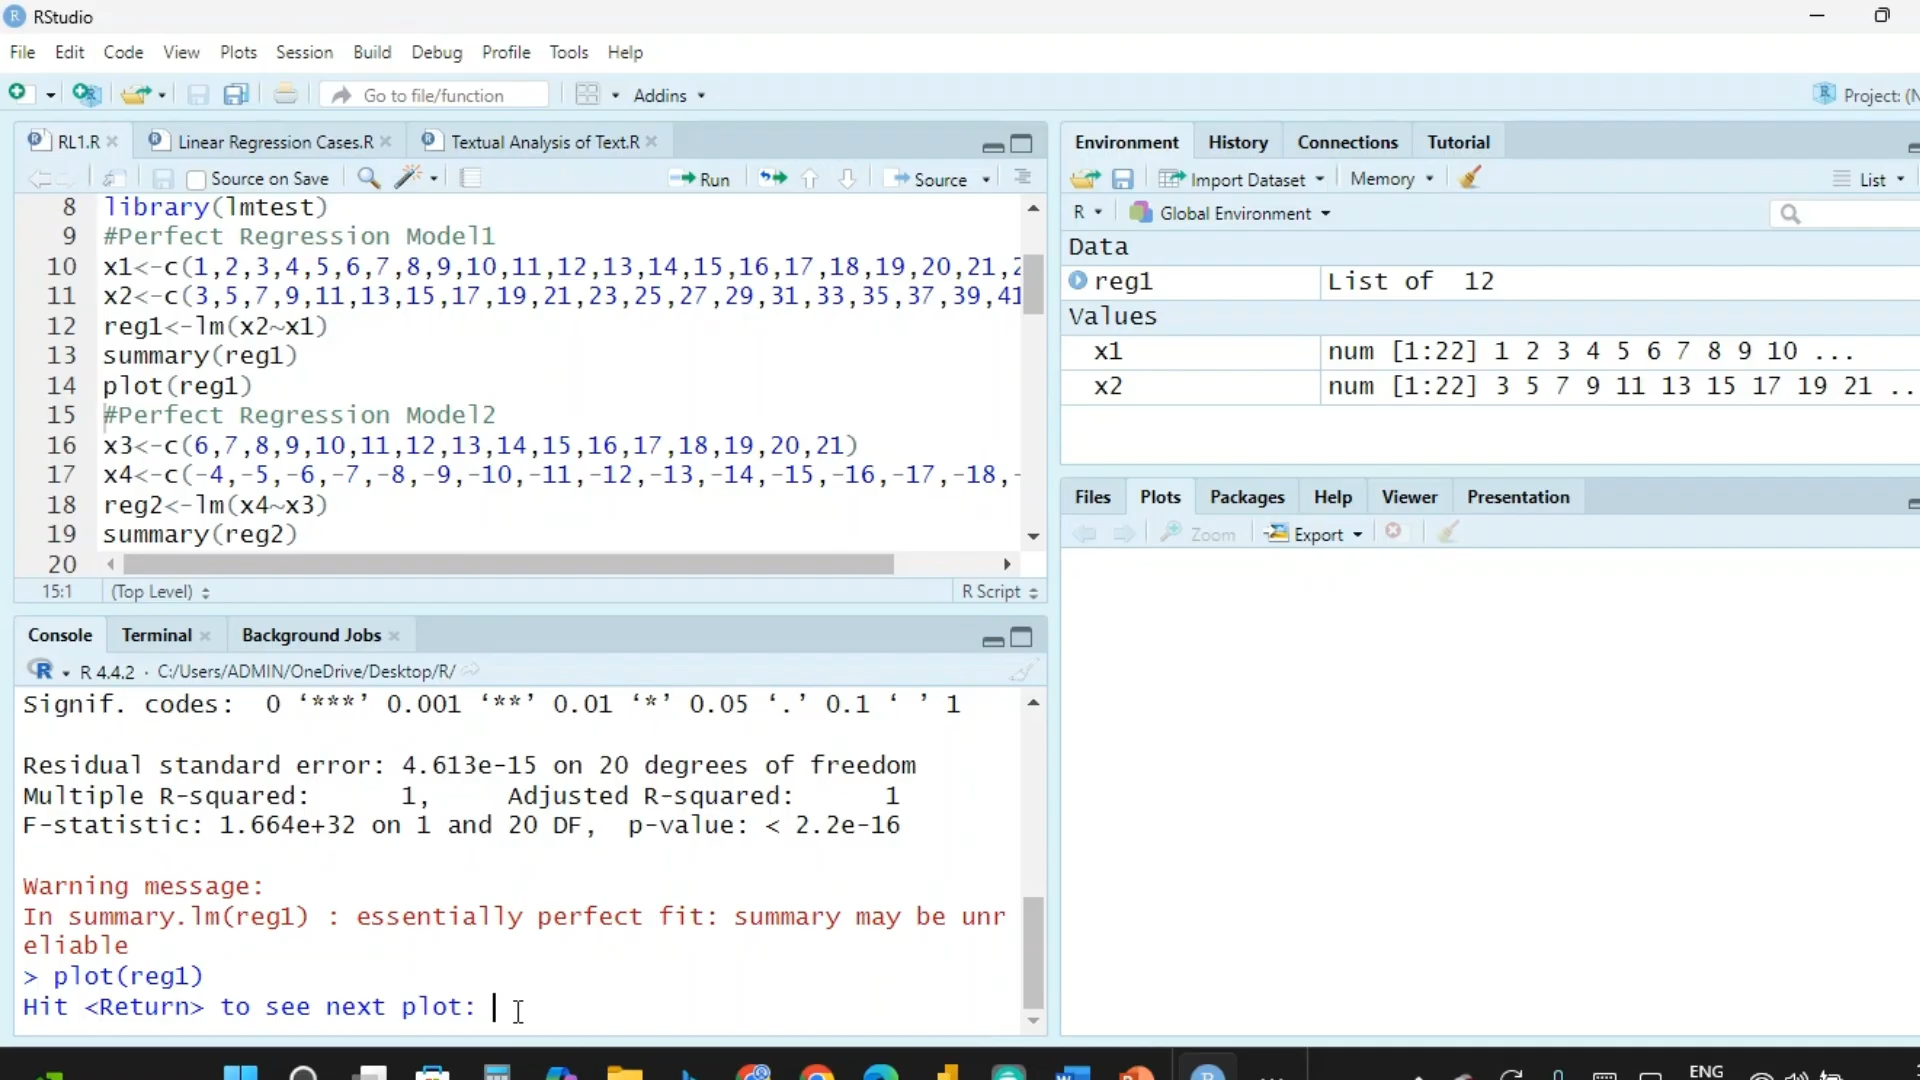 RStudio
File Edit Code View Plots Session Build Debug Profile Tools Help
Go to file/function Addins Project: (N
RL1.R Linear Regression Cases.R Textual Analysis of Text.R
Source on Save Run Source
8 library(lmtest)
9 #Perfect Regression Model1
10 x1<-c(1,2,3,4,5,6,7,8,9,10,11,12,13,14,15,16,17,18,19,20,21,2
11 x2<-c(3,5,7,9,11,13,15,17,19,21,23,25,27,29,31,33,35,37,39,41
12 reg1<-lm(x2~x1)
13 summary(reg1)
14 plot(reg1)
15 #Perfect Regression Model2
16 x3<-c(6,7,8,9,10,11,12,13,14,15,16,17,18,19,20,21)
17 x4<-c(-4,-5,-6,-7,-8,-9,-10,-11,-12,-13,-14,-15,-16,-17,-18,-
18 reg2<-lm(x4~x3)
19 summary(reg2)
20
15:1 (Top Level) R Script
Console Terminal Background Jobs
R 4.4.2 · C:/Users/ADMIN/OneDrive/Desktop/R/
Signif. codes: 0 ‘***’ 0.001 ‘**’ 0.01 ‘*’ 0.05 ‘.’ 0.1 ‘ ’ 1
Residual standard error: 4.613e-15 on 20 degrees of freedom
Multiple R-squared: 1, Adjusted R-squared: 1
F-statistic: 1.664e+32 on 1 and 20 DF, p-value: < 2.2e-16
Warning message:
In summary.lm(reg1) : essentially perfect fit: summary may be unr
eliable
> plot(reg1)
Hit <Return> to see next plot:
Environment History Connections Tutorial
Import Dataset Memory List
R Global Environment
Data
reg1 List of 12
Values
x1 num [1:22] 1 2 3 4 5 6 7 8 9 10 ...
x2 num [1:22] 3 5 7 9 11 13 15 17 19 21 ..
Files Plots Packages Help Viewer Presentation
Zoom Export
ENG